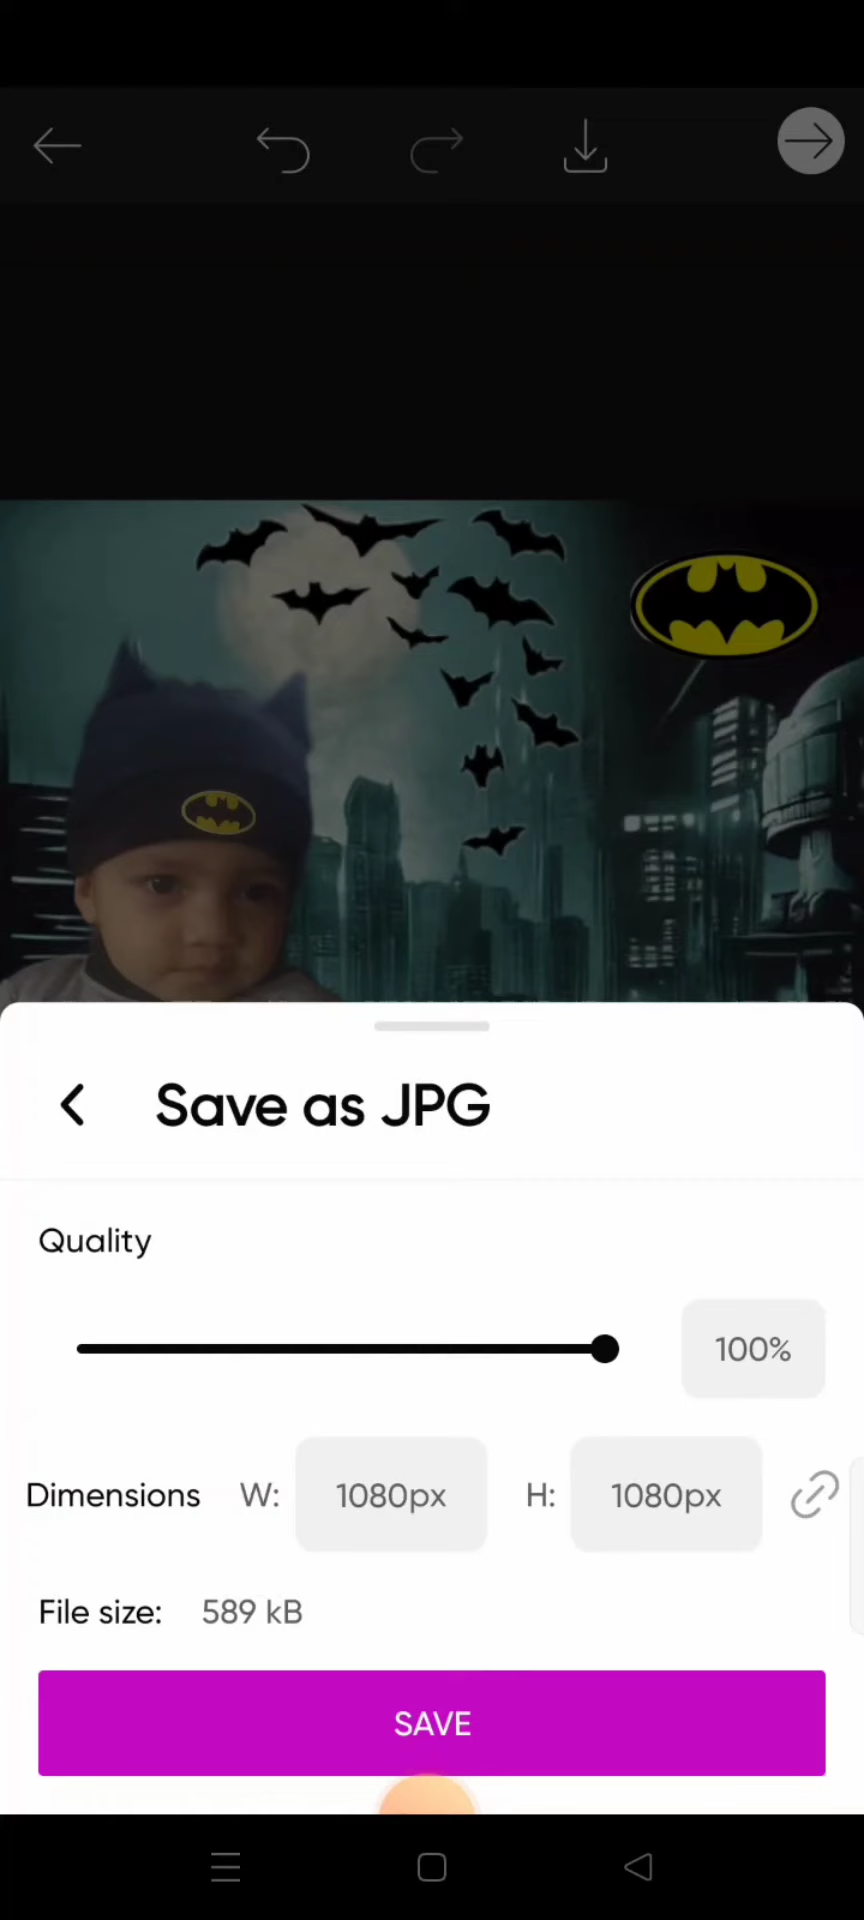 Save as JPG
Quality
100%
Dimensions W: 1080px H: 1080px
File size: 589 kB
SAVE